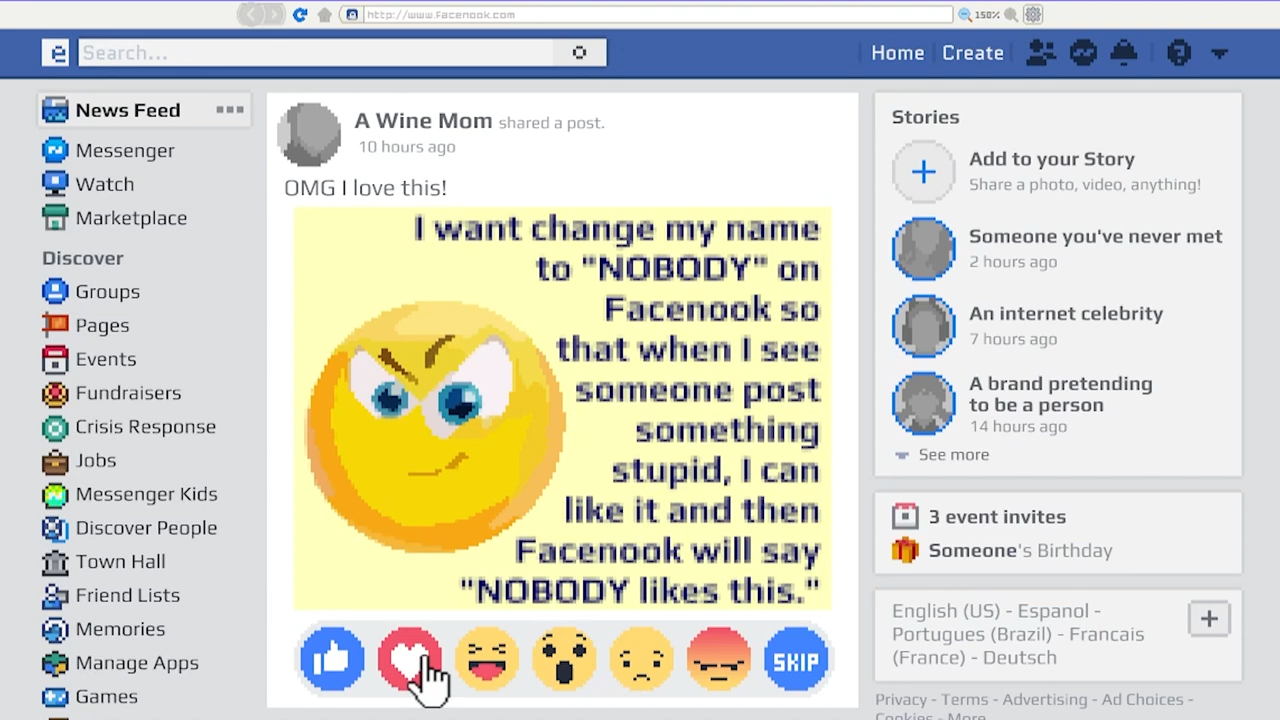 http://www.Facenook.com
150%
e
Search...
Home
Create
News Feed
Messenger
Watch
Marketplace
Discover
Groups
Pages
Events
Fundraisers
Crisis Response
Jobs
Messenger Kids
Discover People
Town Hall
Friend Lists
Memories
Manage Apps
Games
A Wine Mom shared a post.
10 hours ago
OMG I love this!
I want change my name
to "NOBODY" on
Facenook so
that when I see
someone post
something
stupid, I can
like it and then
Facenook will say
"NOBODY likes this."
SKIP
Stories
Add to your Story
Share a photo, video, anything!
Someone you've never met
2 hours ago
An internet celebrity
7 hours ago
A brand pretending
to be a person
14 hours ago
See more
3 event invites
Someone's Birthday
English (US) - Espanol -
Portugues (Brazil) - Francais
(France) - Deutsch
Privacy - Terms - Advertising - Ad Choices -
Cookies - More